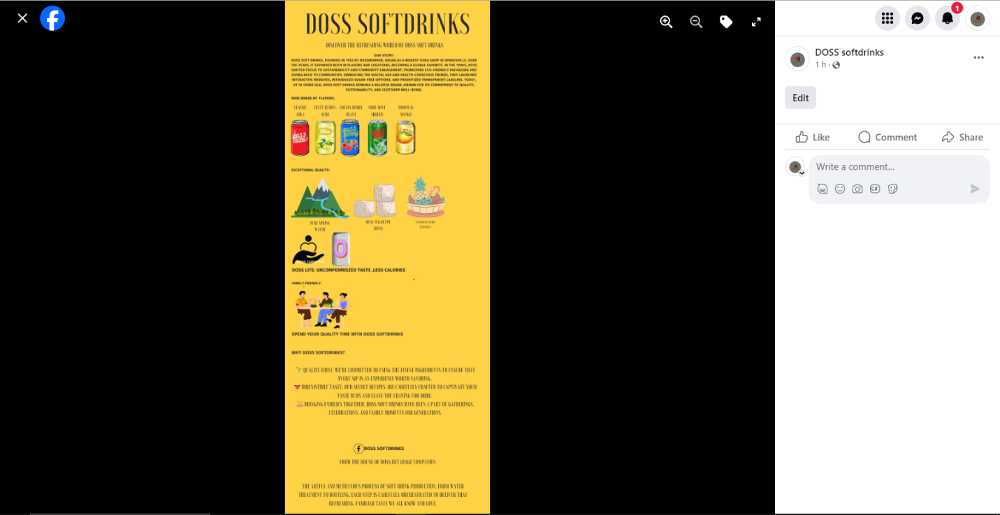 DOSS SOFTDRINKS
DISCOVER THE REFRESHING WORLD OF DOSS SOFT DRINKS
OUR STORY:
DOSS SOFT DRINKS, FOUNDED IN 1952 BY DOSSMONROE, BEGAN AS A MODEST SODA SHOP IN SPARKSVILLE. OVER
THE YEARS, IT EXPANDED BOTH IN FLAVORS AND LOCATIONS, BECOMING A GLOBAL FAVORITE. IN THE 1990S, DOSS
SHIFTED FOCUS TO SUSTAINABILITY AND COMMUNITY ENGAGEMENT, PIONEERING ECO-FRIENDLY PACKAGING AND
GIVING BACK TO COMMUNITIES. EMBRACING THE DIGITAL AGE AND HEALTH-CONSCIOUS TRENDS, THEY LAUNCHED
INTERACTIVE WEBSITES, INTRODUCED SUGAR-FREE OPTIONS, AND PRIORITIZED TRANSPARENT LABELING. TODAY,
AT 75 YEARS OLD, DOSS SOFT DRINKS REMAINS A BELOVED BRAND, KNOWN FOR ITS COMMITMENT TO QUALITY,
SUSTAINABILITY, AND CUSTOMER WELL-BEING.
WIDE RANGE OF FLAVORS:
CLASSIC COLA
ZESTY LEMON-LIME
FRUITY BERRY BLAST
COOL MINT MOJITO
TROPICAL MANGO
EXCEPTIONAL QUALITY:
PURE SPRING WATER
REAL SUGAR
DOSS LITE: UNCOMPERMISZED TASTE ,LESS CALORIES
FAMILY FRIENDLY:
SPEND YOUR QUALITY TIME WITH DOSS SOFTDRINKS
WHY DOSS SOFTDRINKS?
QUALITY FIRST: WE'RE COMMITTED TO USING THE FINEST INGREDIENTS TO ENSURE THAT
EVERY SIP IS AN EXPERIENCE WORTH SAVORING.
IRRESISTIBLE TASTE: OUR SECRET RECIPES ARE CAREFULLY CRAFTED TO CAPTIVATE YOUR
TASTE BUDS AND LEAVE YOU CRAVING FOR MORE.
BRINGING FAMILIES TOGETHER: DOSS SOFT DRINKS HAVE BEEN A PART OF GATHERINGS,
CELEBRATIONS, AND FAMILY MOMENTS FOR GENERATIONS.
DOSS SOFTDRINKS
FROM THE HOUSE OF DOSS BEVARAGE COMPANIES
THE ARTFUL AND METICULOUS PROCESS OF SOFT DRINK PRODUCTION, FROM WATER
TREATMENT TO BOTTLING, EACH STEP IS CAREFULLY ORCHESTRATED TO DELIVER THAT
REFRESHING, FAMILIAR TASTE WE ALL KNOW AND LOVE.
1
DOSS softdrinks
1 h ·
Edit
Like
Comment
Share
Write a comment...
GIF